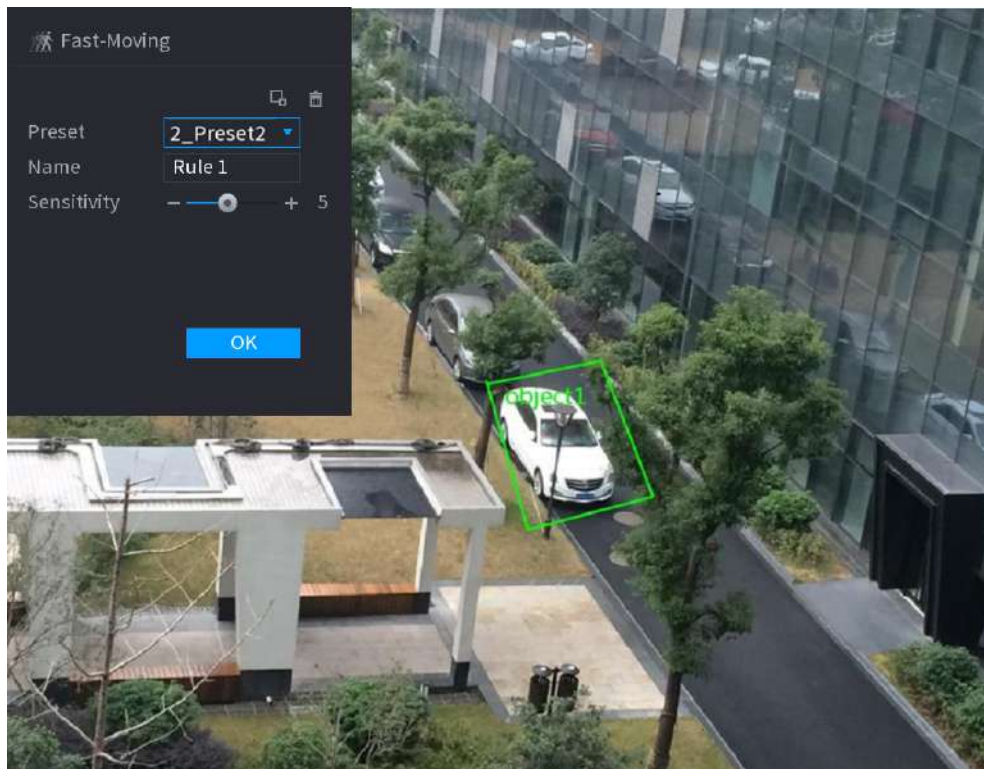 Fast-Moving
Preset 2_Preset2
Name Rule 1
Sensitivity − + 5
OK
object1